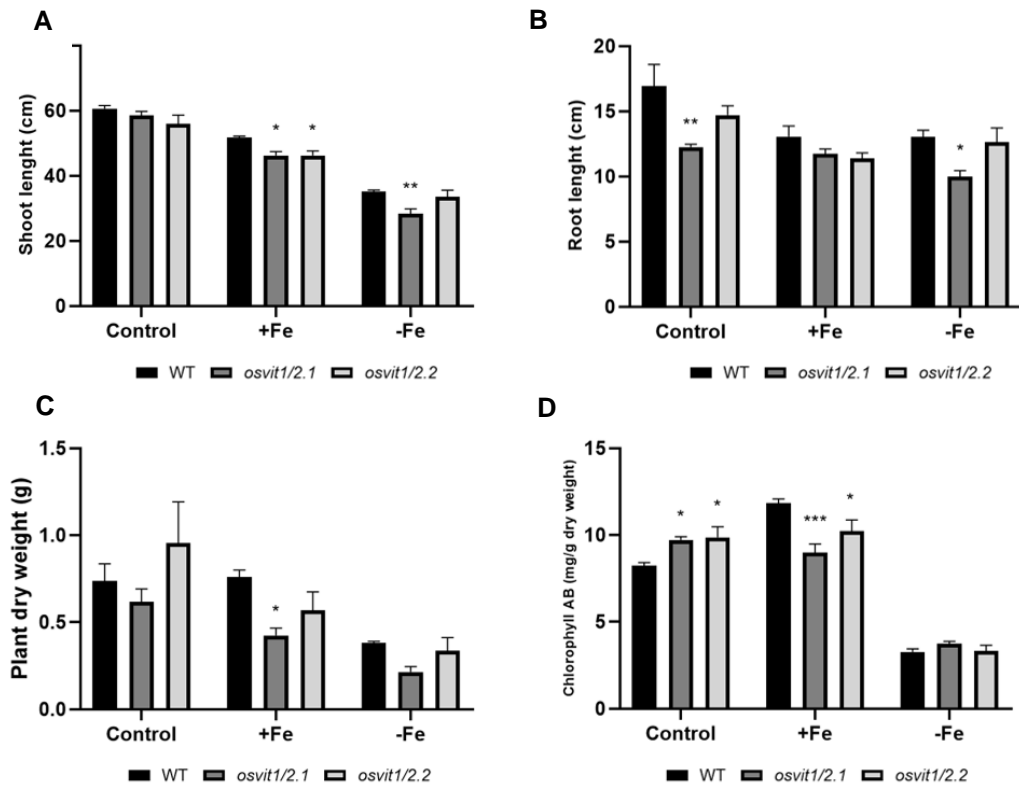 A
Shoot lenght (cm)
60
40
20
0
*
*
**
Control +Fe -Fe
WT osvit1/2.1 osvit1/2.2
B
Root lenght (cm)
20
15
10
5
0
**
*
Control +Fe -Fe
WT osvit1/2.1 osvit1/2.2
C
Plant dry weight (g)
1.5
1.0
0.5
0.0
*
Control +Fe -Fe
WT osvit1/2.1 osvit1/2.2
D
Chlorophyll AB (mg/g dry weight)
15
10
5
0
*
*
***
*
Control +Fe -Fe
WT osvit1/2.1 osvit1/2.2